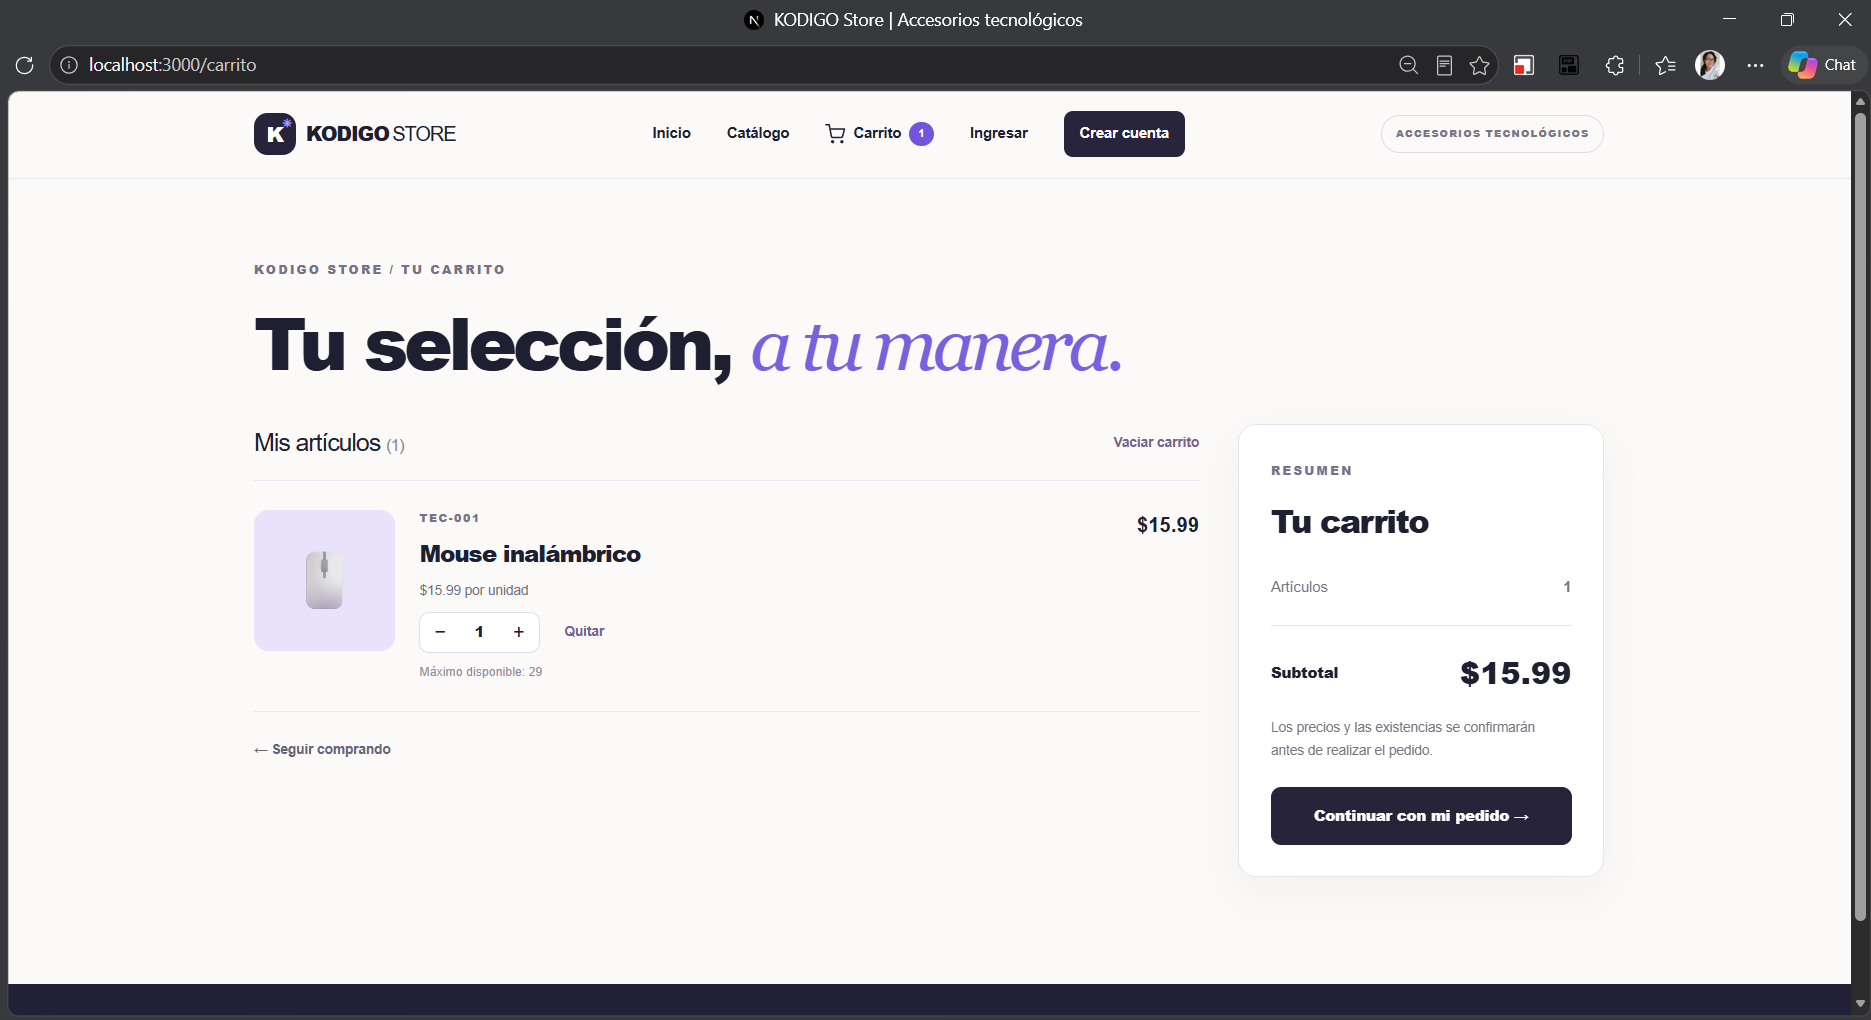 KODIGO Store | Accesorios tecnológicos
localhost:3000/carrito
Chat
K KODIGO STORE
Inicio
Catálogo
Carrito 1
Ingresar
Crear cuenta
ACCESORIOS TECNOLÓGICOS
KODIGO STORE / TU CARRITO
Tu selección, a tu manera.
Mis artículos (1)
Vaciar carrito
TEC-001
$15.99
Mouse inalámbrico
$15.99 por unidad
− 1 +
Quitar
Máximo disponible: 29
← Seguir comprando
RESUMEN
Tu carrito
Artículos 1
Subtotal $15.99
Los precios y las existencias se confirmarán
antes de realizar el pedido.
Continuar con mi pedido →